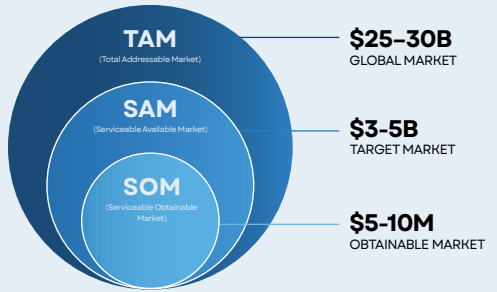 TAM
(Total Addressable Market)
$25–30B
GLOBAL MARKET
SAM
(Serviceable Available Market)
$3-5B
TARGET MARKET
SOM
(Serviceable Obtainable
Market)
$5-10M
OBTAINABLE MARKET